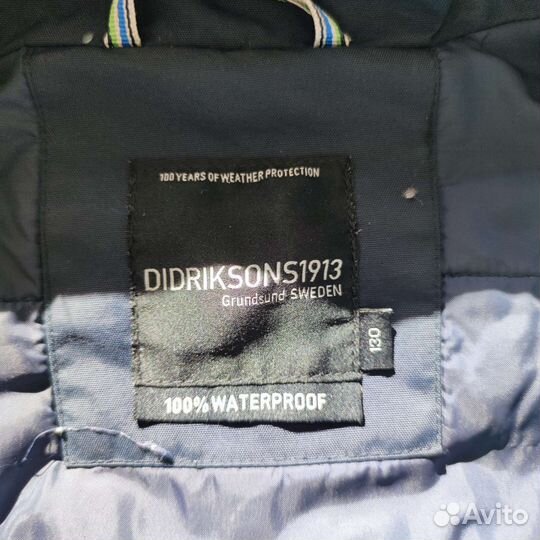 100 YEARS OF WEATHER PROTECTION
DIDRIKSONS1913
Grundsund SWEDEN
130
100% WATERPROOF
Avito